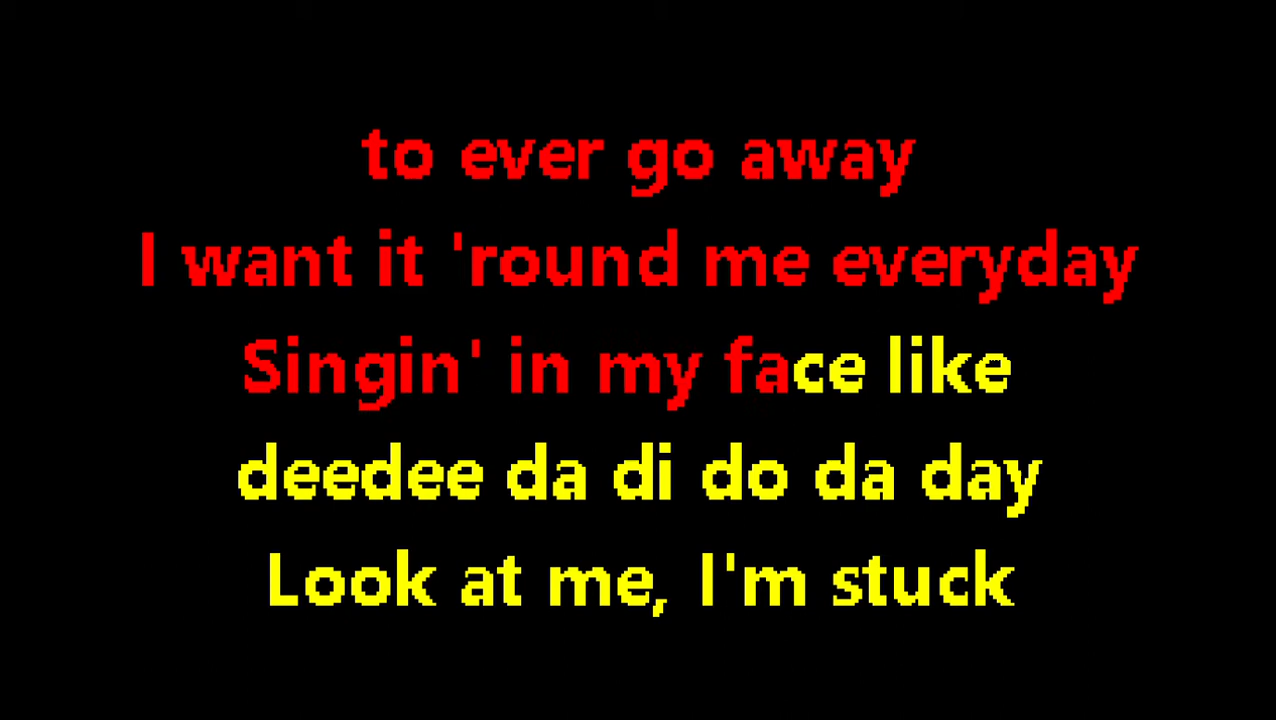 to ever go away
I want it 'round me everyday
Singin' in my face like
deedee da di do da day
Look at me, I'm stuck